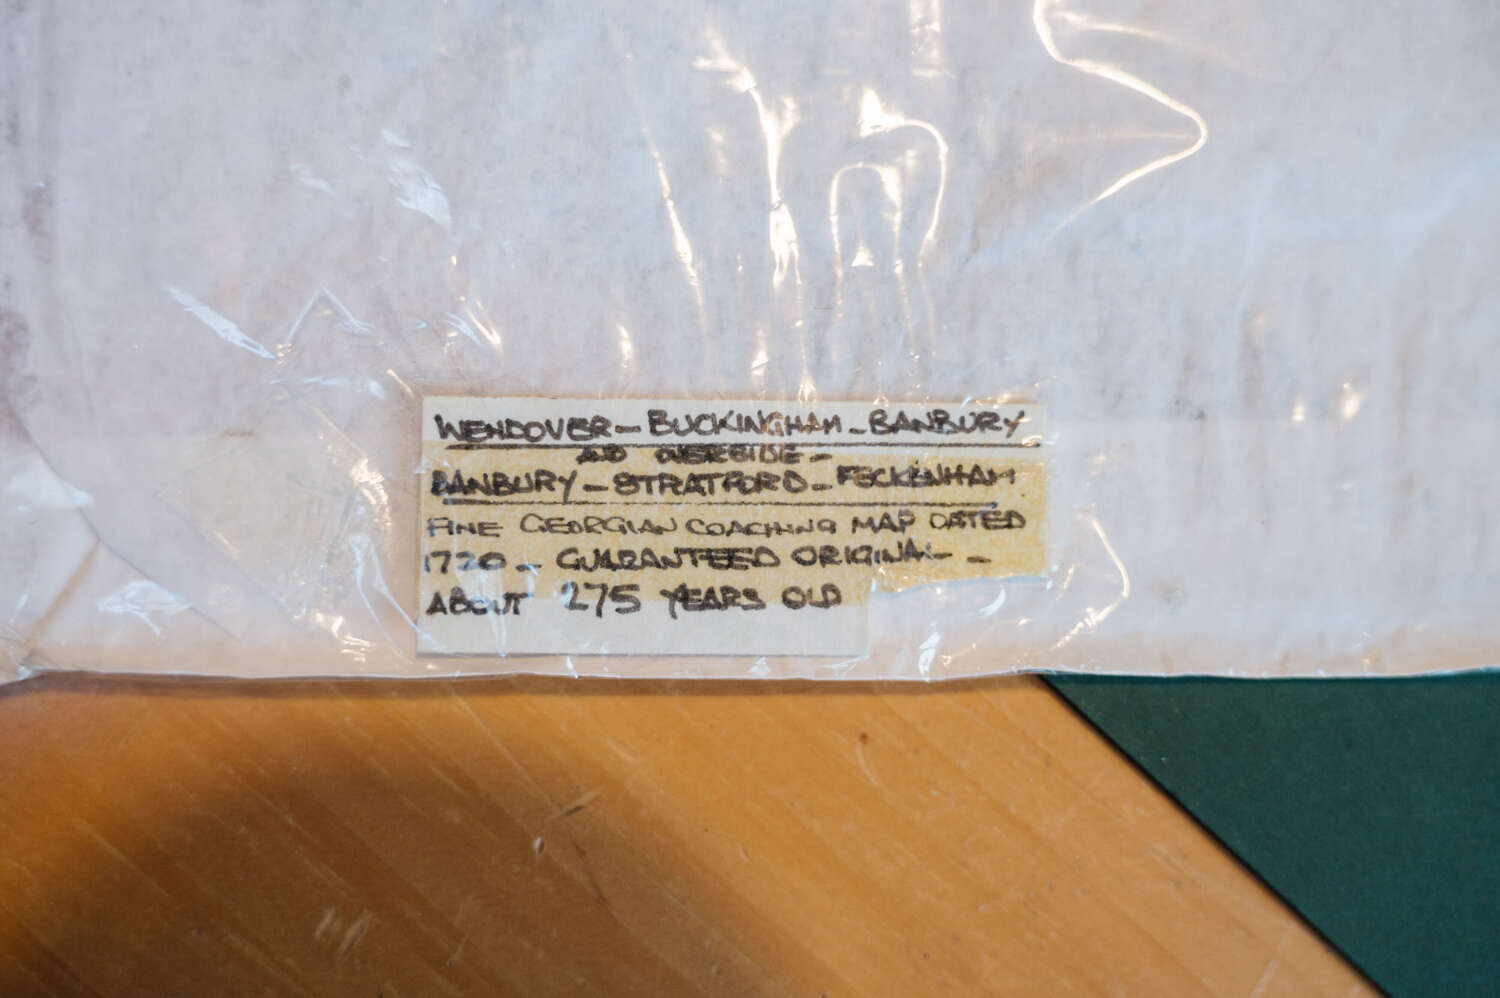 WENDOVER - BUCKINGHAM - BANBURY
AND OVERSIDE -
BANBURY - STRATFORD - FECKENHAM
FINE GEORGIAN COACHING MAP DATED
1720 - GUARANTEED ORIGINAL -
ABOUT 275 YEARS OLD